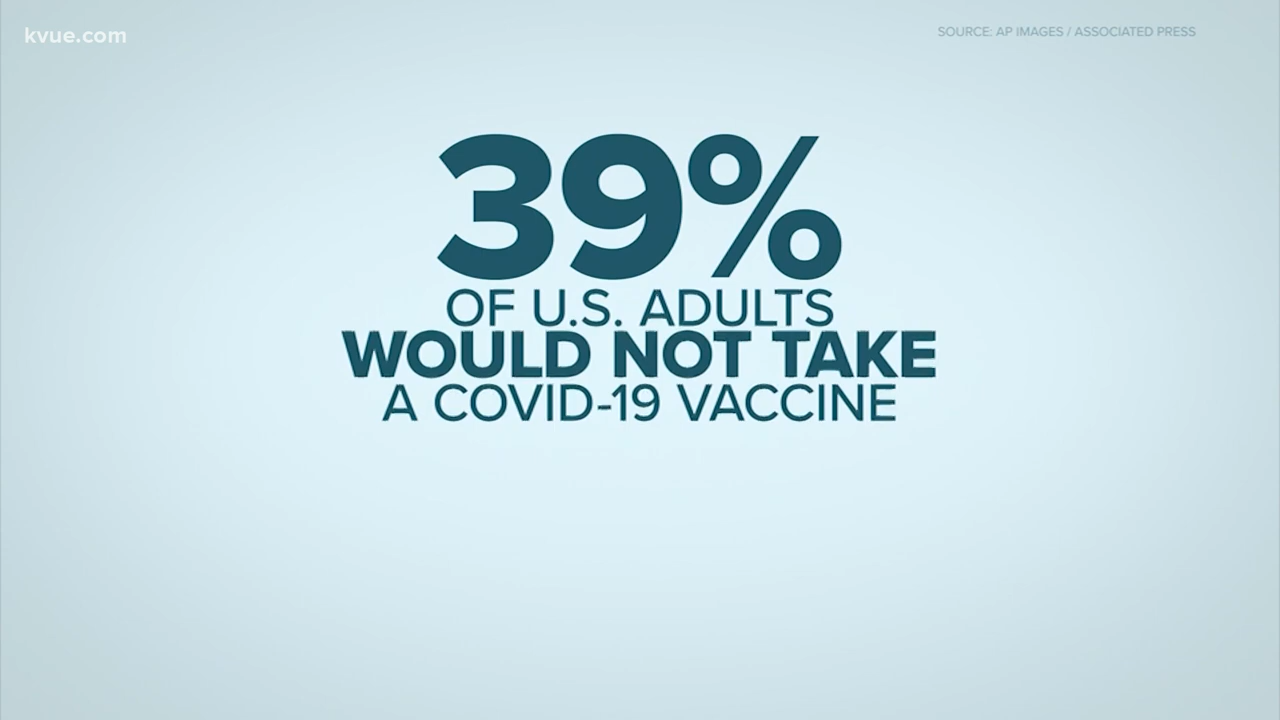 kvue.com
SOURCE: AP IMAGES / ASSOCIATED PRESS
39%
OF U.S. ADULTS
WOULD NOT TAKE
A COVID-19 VACCINE